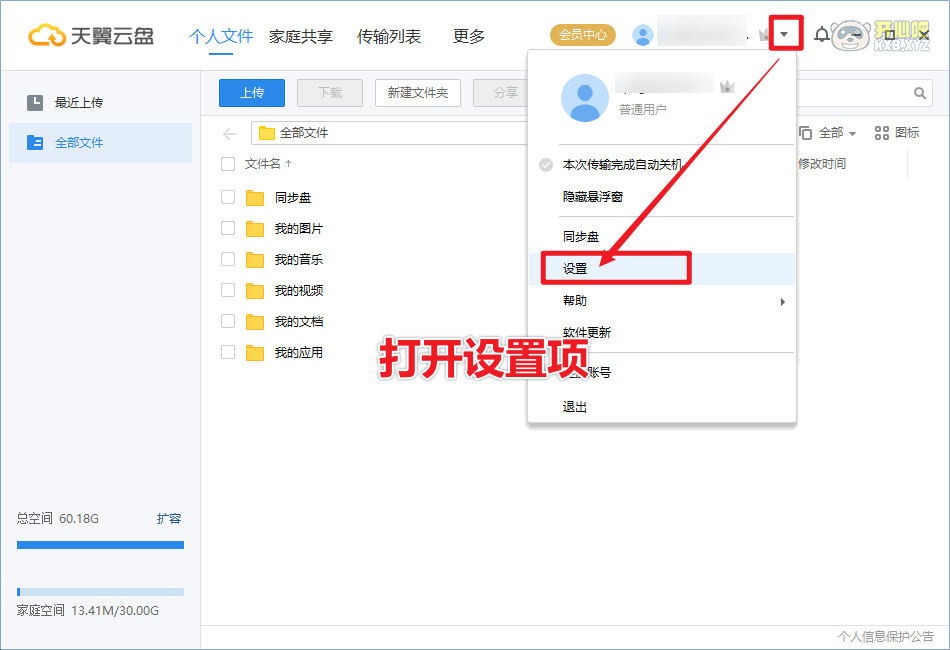 天翼云盘
个人文件 家庭共享 传输列表 更多
会员中心
开心吧
KX8.XYZ
最近上传
全部文件
上传 下载 新建文件夹 分享
全部文件
全部 图标
文件名 ↑ 修改时间
同步盘
我的图片
我的音乐
我的视频
我的文档
我的应用
普通用户
本次传输完成自动关机
隐藏悬浮窗
同步盘
设置
帮助
软件更新
账号
退出
打开设置项
总空间 60.18G 扩容
家庭空间 13.41M/30.00G
个人信息保护公告